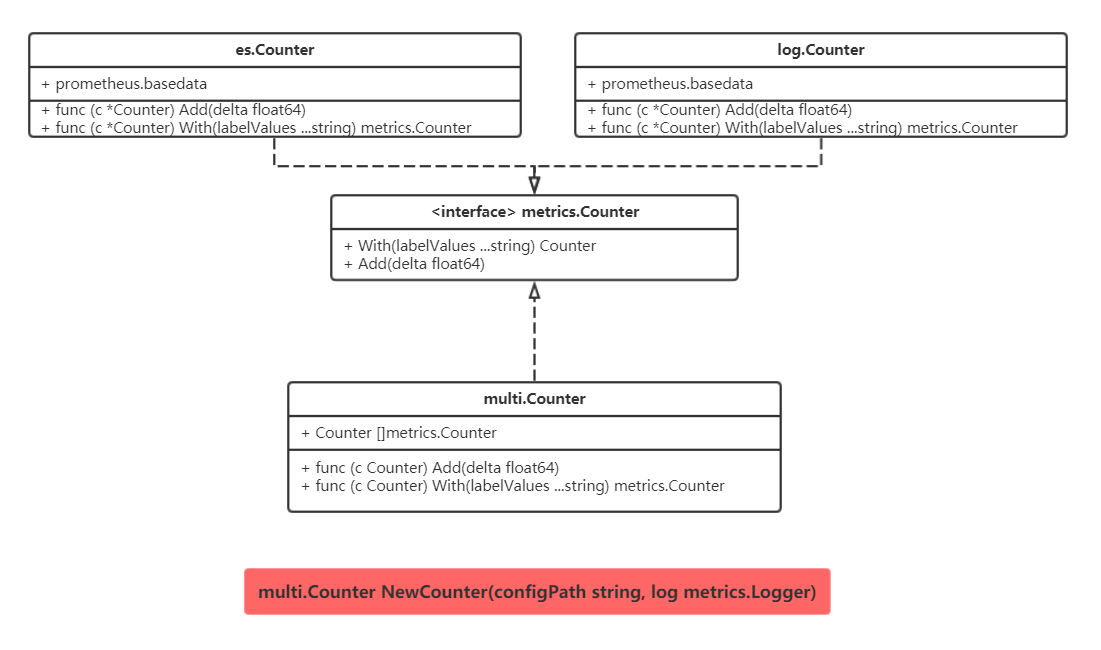 es.Counter
+ prometheus.basedata
+ func (c *Counter) Add(delta float64)
+ func (c *Counter) With(labelValues ...string) metrics.Counter
log.Counter
+ prometheus.basedata
+ func (c *Counter) Add(delta float64)
+ func (c *Counter) With(labelValues ...string) metrics.Counter
<interface> metrics.Counter
+ With(labelValues ...string) Counter
+ Add(delta float64)
multi.Counter
+ Counter []metrics.Counter
+ func (c Counter) Add(delta float64)
+ func (c Counter) With(labelValues ...string) metrics.Counter
multi.Counter NewCounter(configPath string, log metrics.Logger)